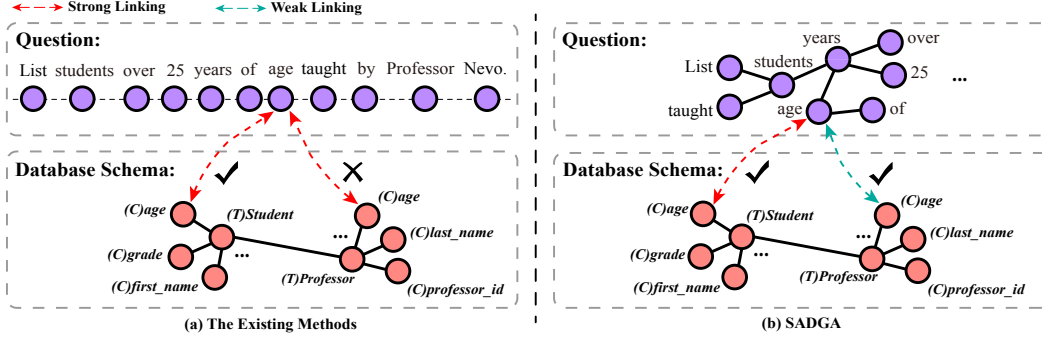 Strong Linking Weak Linking
Question:
List students over 25 years of age taught by Professor Nevo.
Database Schema:
(C)age
(T)Student
(C)grade
...
(C)first_name
(C)age
...
(C)last_name
(T)Professor
(C)professor_id
(a) The Existing Methods
Question:
years
over
List
students
25
...
taught
age
of
Database Schema:
(C)age
(T)Student
(C)grade
...
(C)first_name
(C)age
...
(C)last_name
(T)Professor
(C)professor_id
(b) SADGA